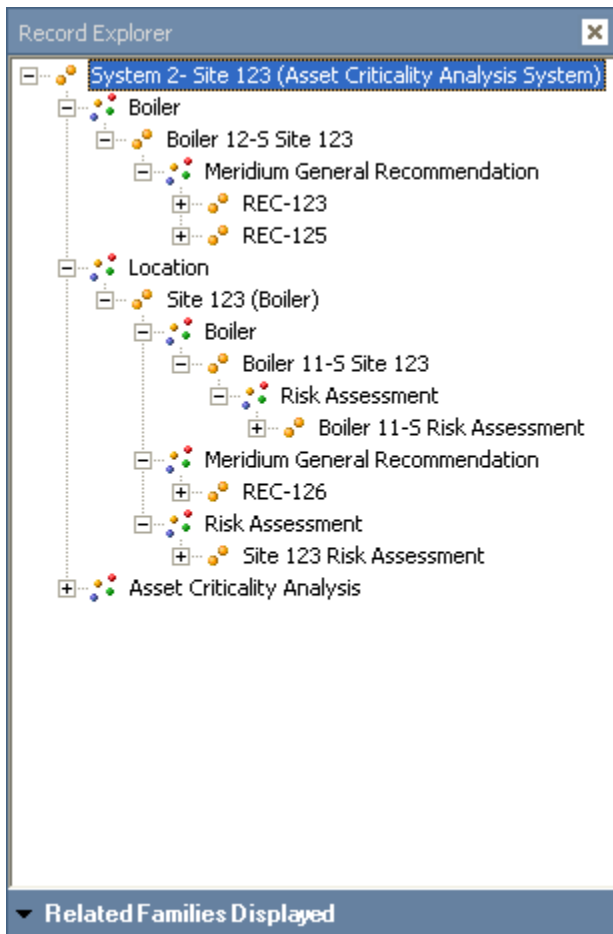 Record Explorer
System 2- Site 123 (Asset Criticality Analysis System)
Boiler
Boiler 12-S Site 123
Meridium General Recommendation
REC-123
REC-125
Location
Site 123 (Boiler)
Boiler
Boiler 11-S Site 123
Risk Assessment
Boiler 11-S Risk Assessment
Meridium General Recommendation
REC-126
Risk Assessment
Site 123 Risk Assessment
Asset Criticality Analysis
Related Families Displayed